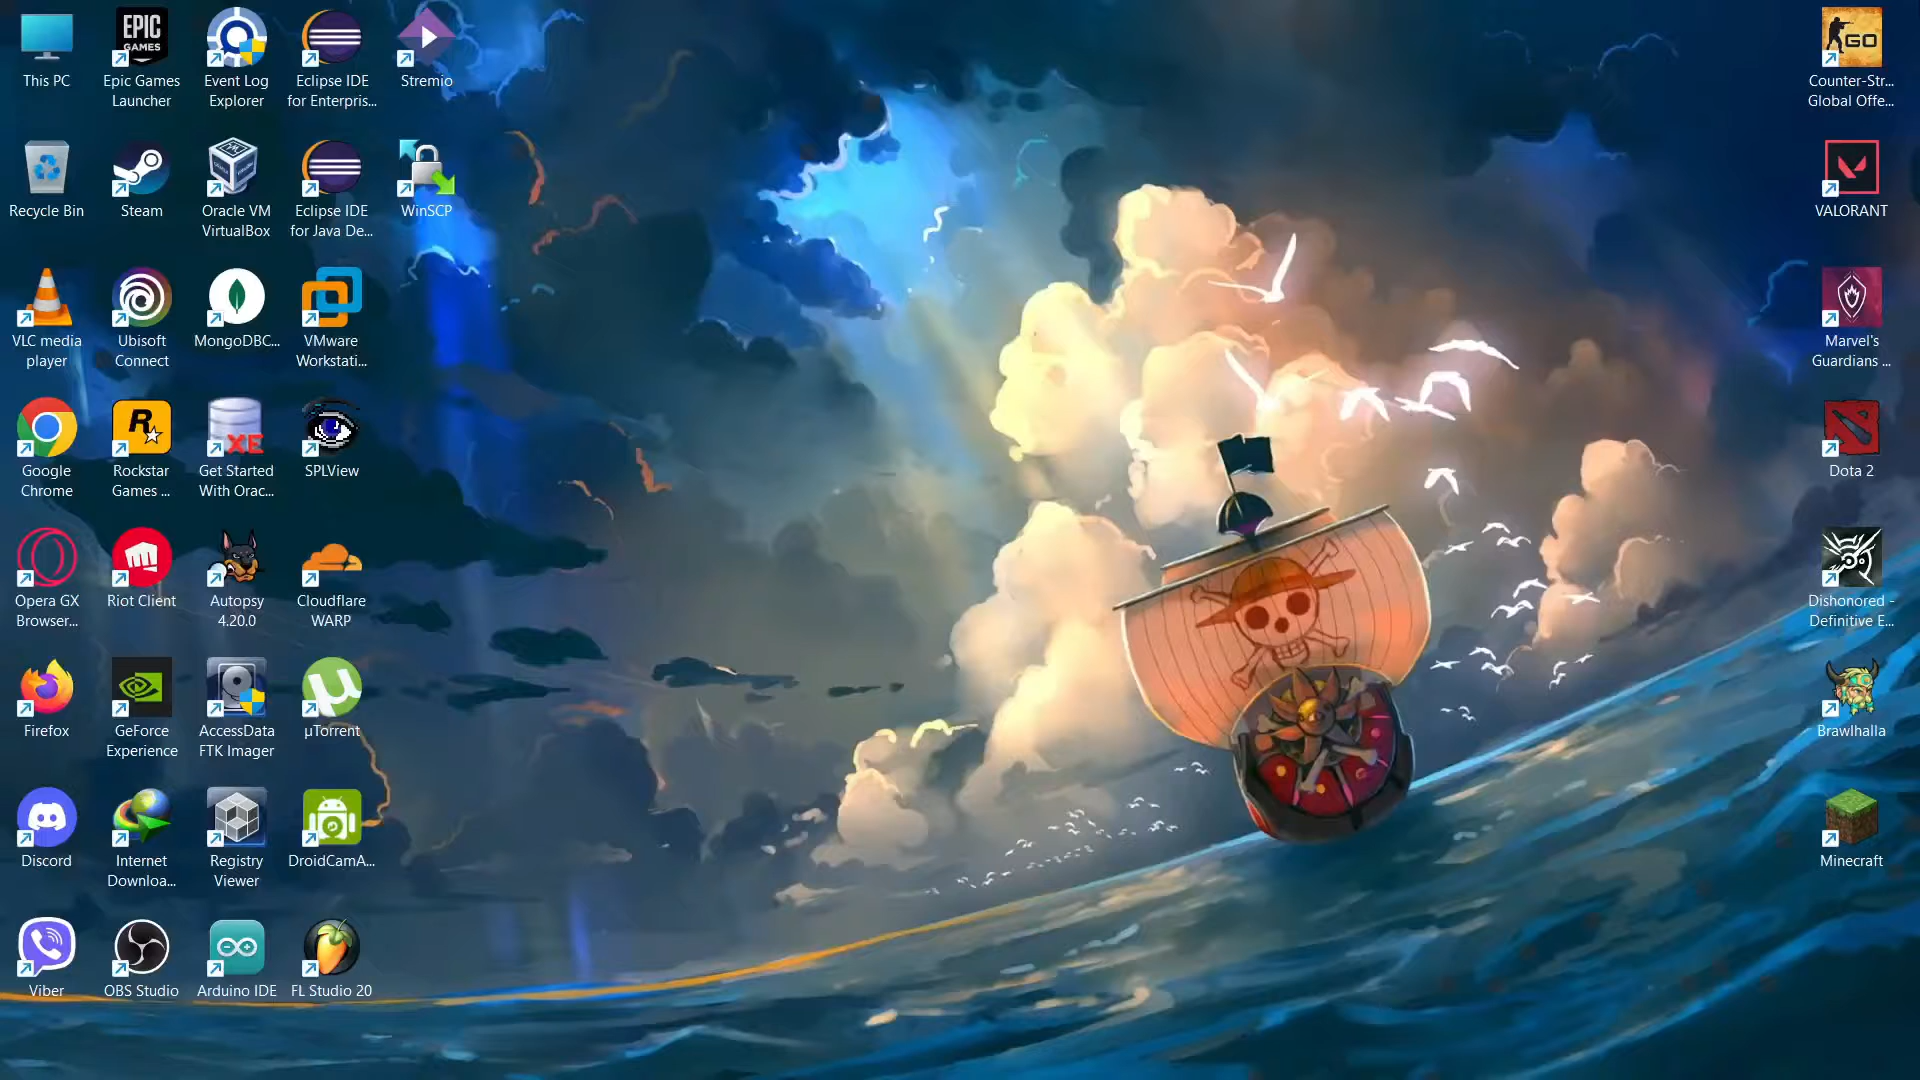 This PC
EPIC
GAMES
Epic Games
Launcher
Event Log
Explorer
Eclipse IDE
for Enterpris...
Stremio
Recycle Bin
Steam
Oracle VM
VirtualBox
Eclipse IDE
for Java De...
WinSCP
VLC media
player
Ubisoft
Connect
MongoDBC...
VMware
Workstati...
Google
Chrome
R
Rockstar
Games ...
XE
Get Started
With Orac...
SPLView
Opera GX
Browser...
Riot Client
Autopsy
4.20.0
Cloudflare
WARP
Firefox
GeForce
Experience
AccessData
FTK Imager
µ
µTorrent
Discord
Internet
Downloa...
Registry
Viewer
DroidCamA...
Viber
OBS Studio
Arduino IDE
FL Studio 20
GO
Counter-Str...
Global Offe...
VALORANT
Marvel's
Guardians ...
Dota 2
Dishonored -
Definitive E...
Brawlhalla
Minecraft